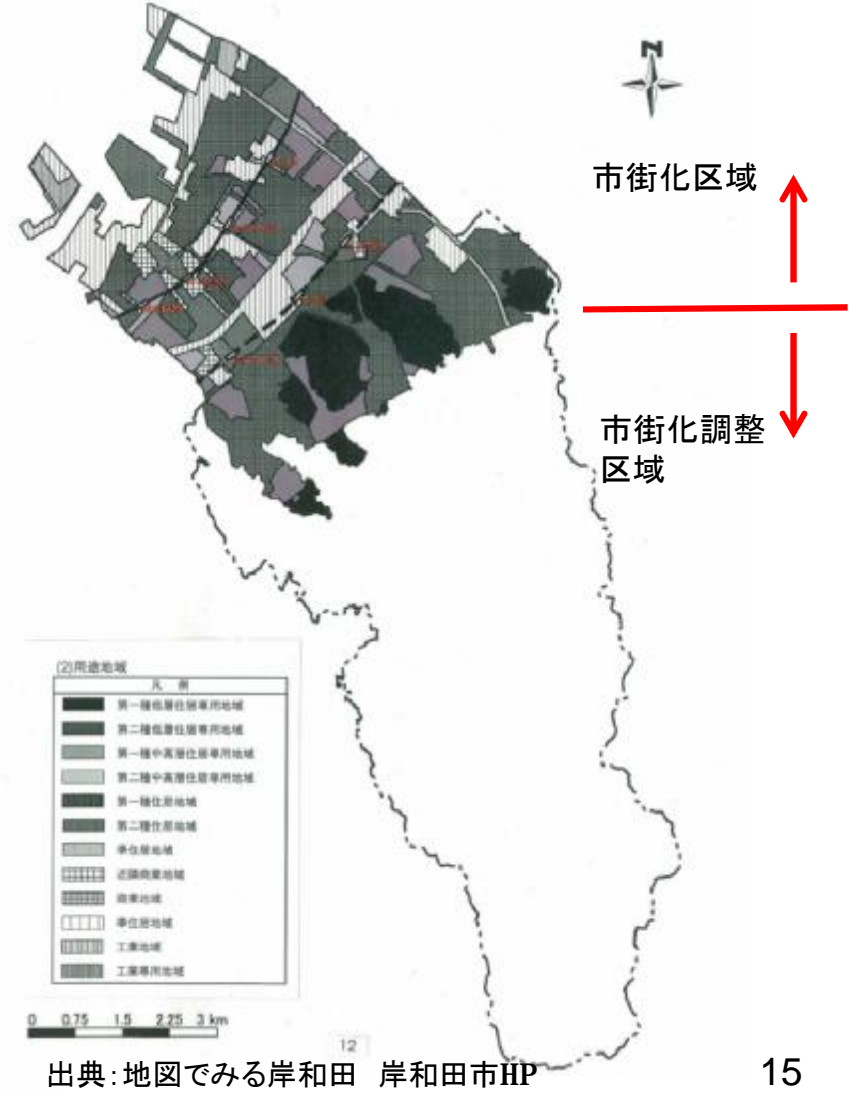 N
市街化区域
市街化調整
区域
(2)用途地域
凡 例
第一種低層住居専用地域
第二種低層住居専用地域
第一種中高層住居専用地域
第二種中高層住居専用地域
第一種住居地域
第二種住居地域
準住居地域
近隣商業地域
商業地域
準住居地域
工業地域
工業専用地域
0 0.75 1.5 2.25 3 km
12
出典:地図でみる岸和田 岸和田市HP
15